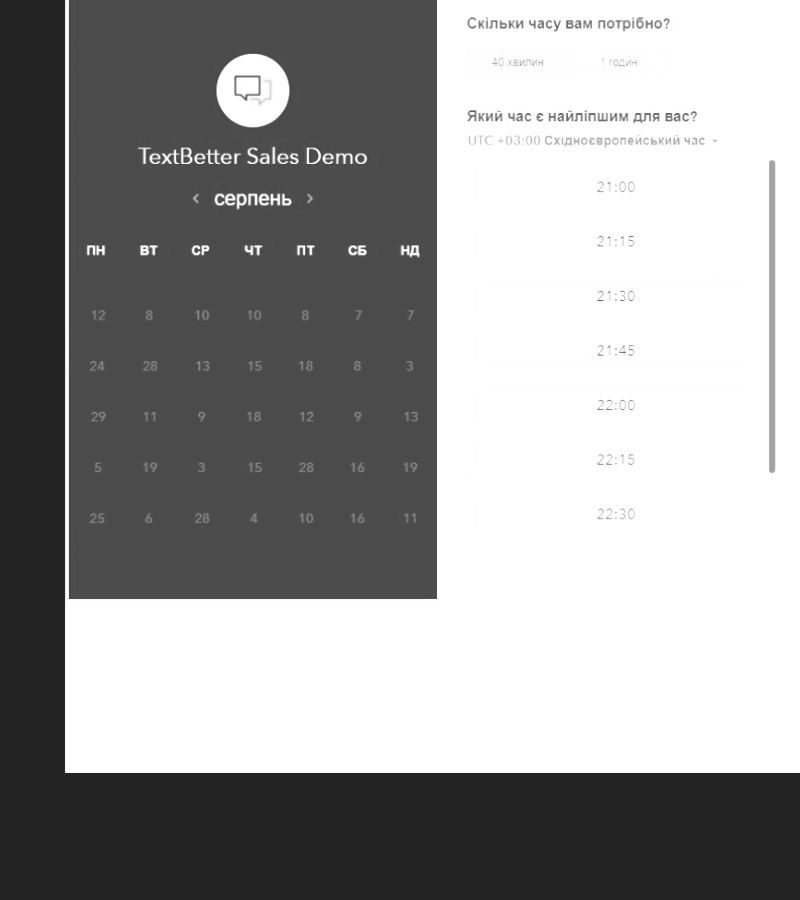 TextBetter Sales Demo
серпень
ПН ВТ СР ЧТ ПТ СБ НД
12 8 10 10 8 7 7
24 28 13 15 18 8 3
29 11 9 18 12 9 13
5 19 3 15 28 16 19
25 6 28 4 10 16 11
Скільки часу вам потрібно?
40 хвилин 1 годин
Який час є найліпшим для вас?
UTC +03:00 Східноєвропейський час
21:00
21:15
21:30
21:45
22:00
22:15
22:30